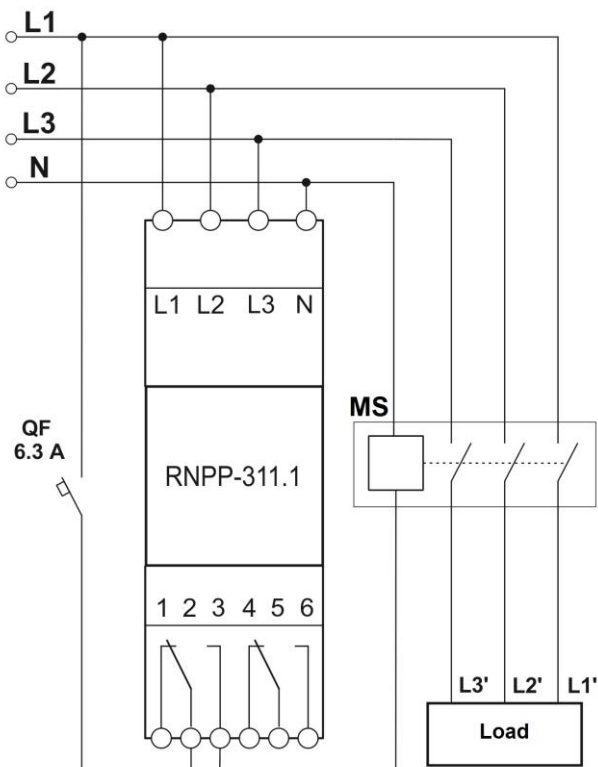 L1
L2
L3
N
L1 L2 L3 N
MS
QF
6.3 A
RNPP-311.1
1 2 3 4 5 6
L3' L2' L1'
Load